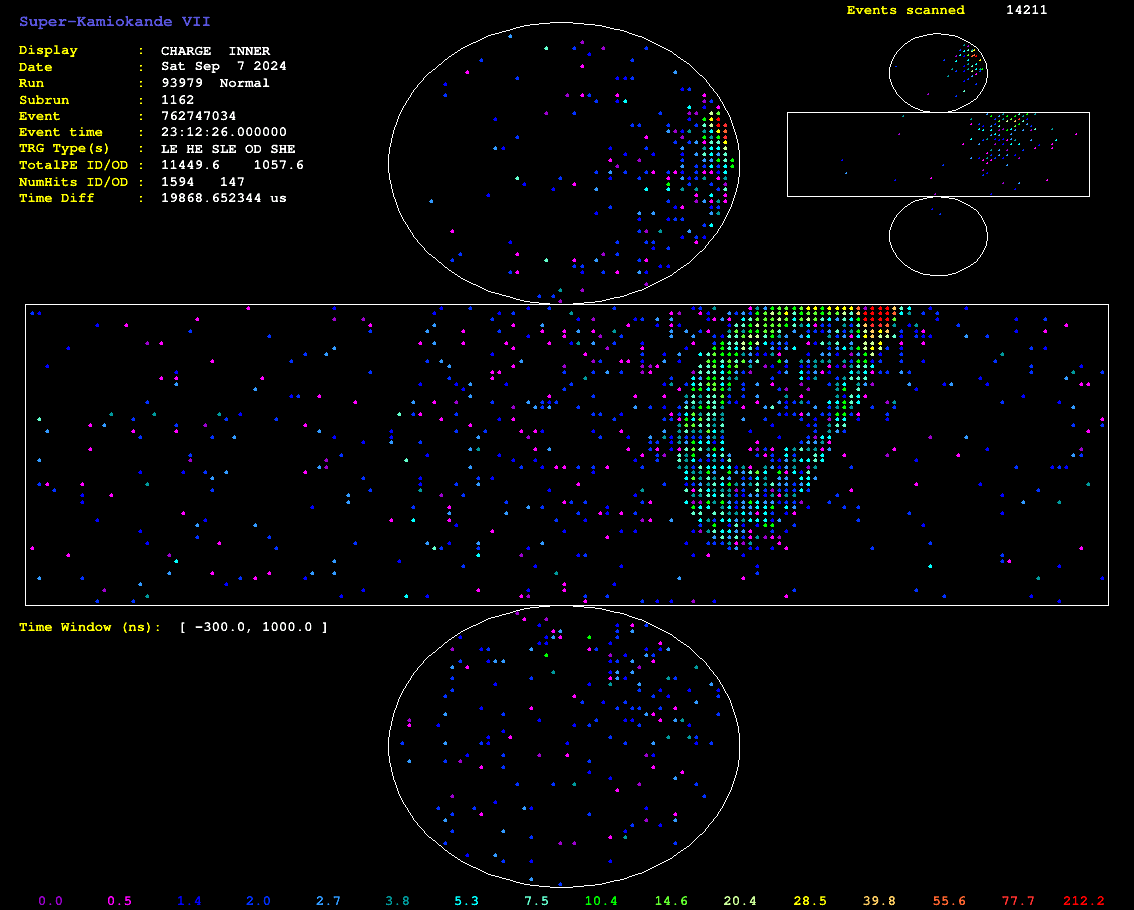 Super-Kamiokande VII
Events scanned 14211
Display : CHARGE INNER
Date : Sat Sep 7 2024
Run : 93979 Normal
Subrun : 1162
Event : 762747034
Event time : 23:12:26.000000
TRG Type(s) : LE HE SLE OD SHE
TotalPE ID/OD : 11449.6 1057.6
NumHits ID/OD : 1594 147
Time Diff : 19868.652344 us
Time Window (ns): [ -300.0, 1000.0 ]
0.0 0.5 1.4 2.0 2.7 3.8 5.3 7.5 10.4 14.6 20.4 28.5 39.8 55.6 77.7 212.2